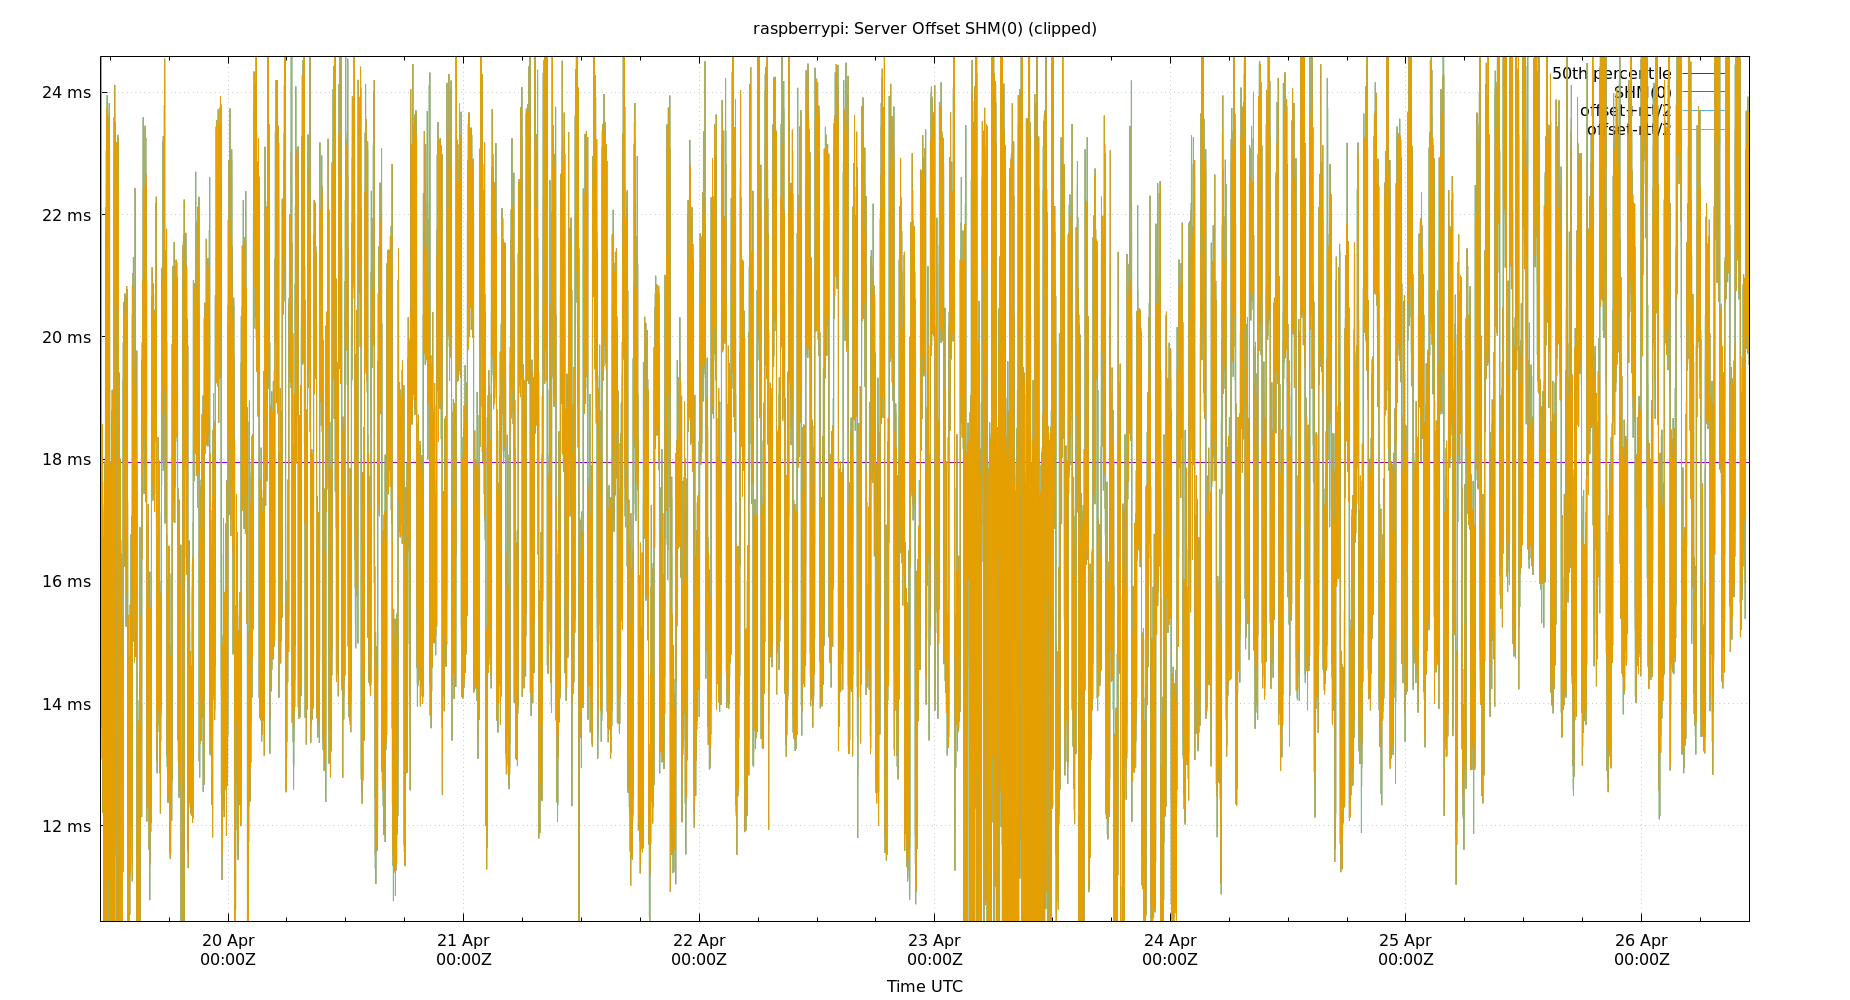 raspberrypi: Server Offset SHM(0) (clipped)
50th percentile
SHM(0)
offset+rtt/2
offset-rtt/2
24 ms
22 ms
20 ms
18 ms
16 ms
14 ms
12 ms
20 Apr
00:00Z
21 Apr
00:00Z
22 Apr
00:00Z
23 Apr
00:00Z
24 Apr
00:00Z
25 Apr
00:00Z
26 Apr
00:00Z
Time UTC